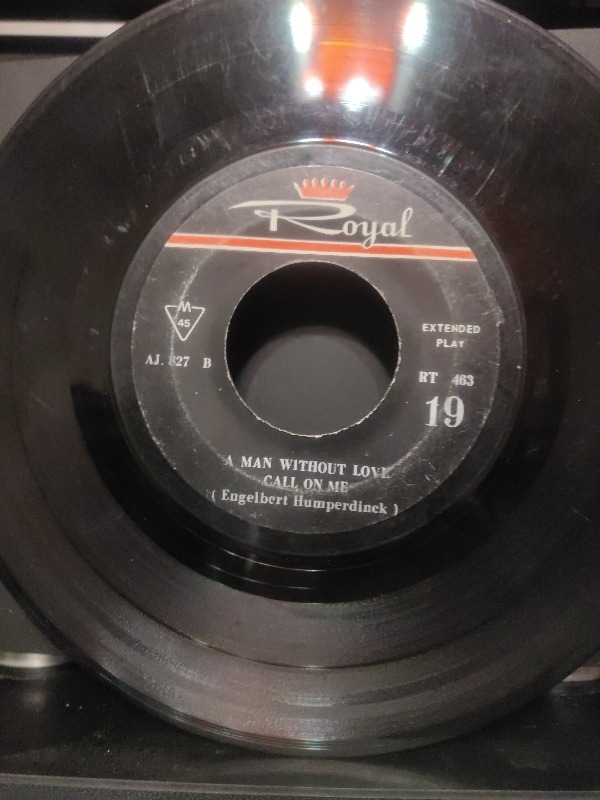 Royal
M
45
EXTENDED
PLAY
AJ. 827 B
RT 463
19
A MAN WITHOUT LOVE
CALL ON ME
( Engelbert Humperdinck )